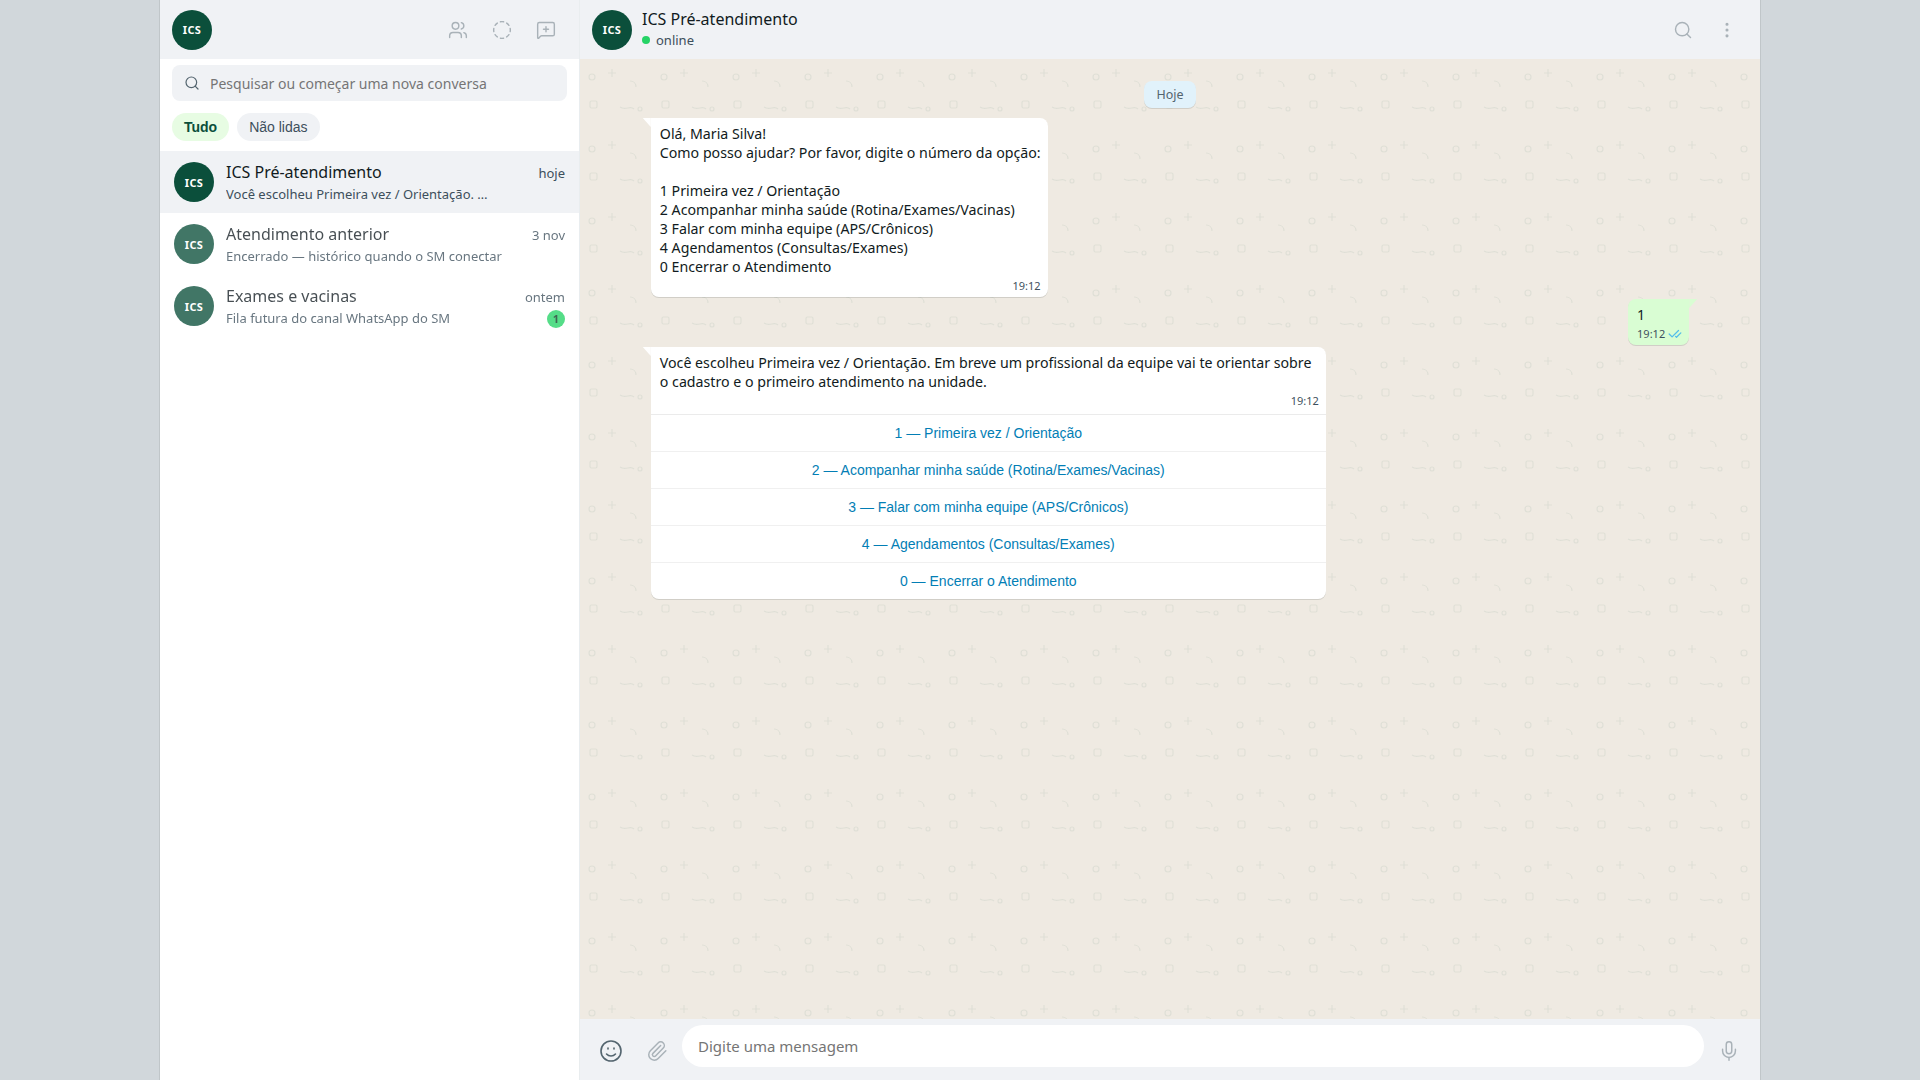 ICS
Pesquisar ou começar uma nova conversa
Tudo
Não lidas
ICS
ICS Pré-atendimento
hoje
Você escolheu Primeira vez / Orientação. ...
ICS
Atendimento anterior
3 nov
Encerrado — histórico quando o SM conectar
ICS
Exames e vacinas
ontem
Fila futura do canal WhatsApp do SM
1
ICS
ICS Pré-atendimento
online
Hoje
Olá, Maria Silva!
Como posso ajudar? Por favor, digite o número da opção:
1 Primeira vez / Orientação
2 Acompanhar minha saúde (Rotina/Exames/Vacinas)
3 Falar com minha equipe (APS/Crônicos)
4 Agendamentos (Consultas/Exames)
0 Encerrar o Atendimento
19:12
1
19:12
Você escolheu Primeira vez / Orientação. Em breve um profissional da equipe vai te orientar sobre
o cadastro e o primeiro atendimento na unidade.
19:12
1 — Primeira vez / Orientação
2 — Acompanhar minha saúde (Rotina/Exames/Vacinas)
3 — Falar com minha equipe (APS/Crônicos)
4 — Agendamentos (Consultas/Exames)
0 — Encerrar o Atendimento
Digite uma mensagem